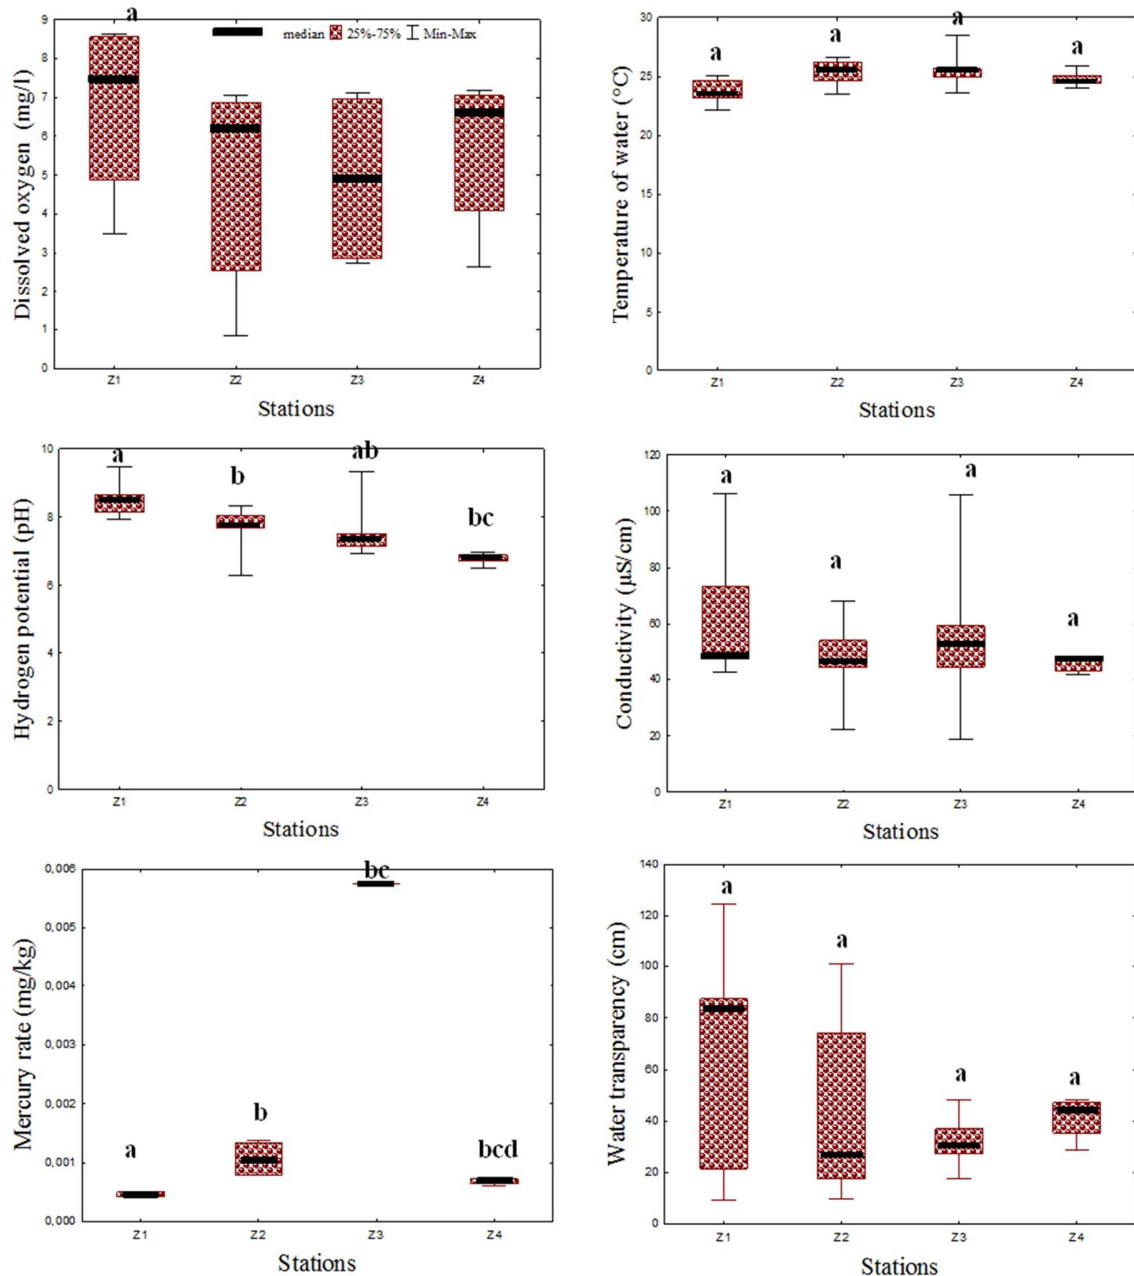 Dissolved oxygen (mg/l)
9
8
7
6
5
4
3
2
1
0
a
median 25%-75% Min-Max
Z1 Z2 Z3 Z4
Stations
Temperature of water (°C)
30
25
20
15
10
5
0
a a a a
Z1 Z2 Z3 Z4
Stations
Hydrogen potential (pH)
10
8
6
4
2
0
a b ab bc
Z1 Z2 Z3 Z4
Stations
Conductivity (µS/cm)
120
100
80
60
40
20
0
a a a a
Z1 Z2 Z3 Z4
Stations
Mercury rate (mg/kg)
0,006
0,005
0,004
0,003
0,002
0,001
0,000
a b bc bcd
Z1 Z2 Z3 Z4
Stations
Water transparency (cm)
140
120
100
80
60
40
20
0
a a a a
Z1 Z2 Z3 Z4
Stations